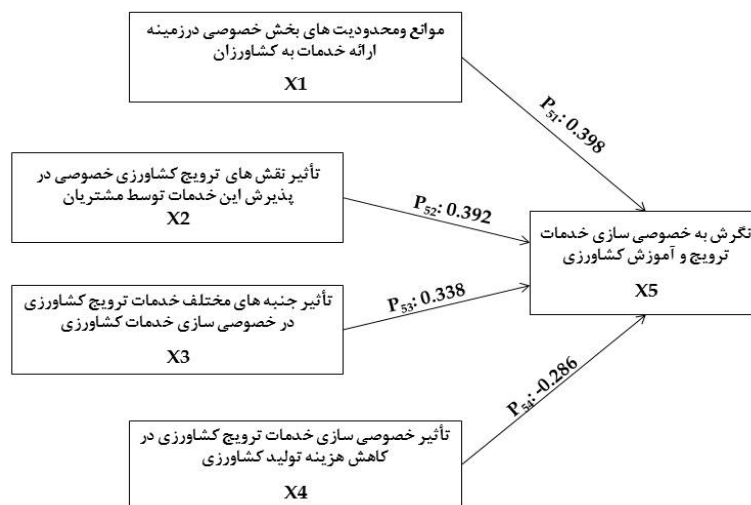 موانع ومحدودیت های بخش خصوصی درزمینه
ارائه خدمات به کشاورزان
X1
P51: 0.398
تأثیر نقش های ترویج کشاورزی خصوصی در
پذیرش این خدمات توسط مشتریان
X2
P52: 0.392
نگرش به خصوصی سازی خدمات
ترویج و آموزش کشاورزی
X5
تأثیر جنبه های مختلف خدمات ترویج کشاورزی
در خصوصی سازی خدمات کشاورزی
X3
P53: 0.338
تأثیر خصوصی سازی خدمات ترویج کشاورزی در
کاهش هزینه تولید کشاورزی
X4
P54: -0.286